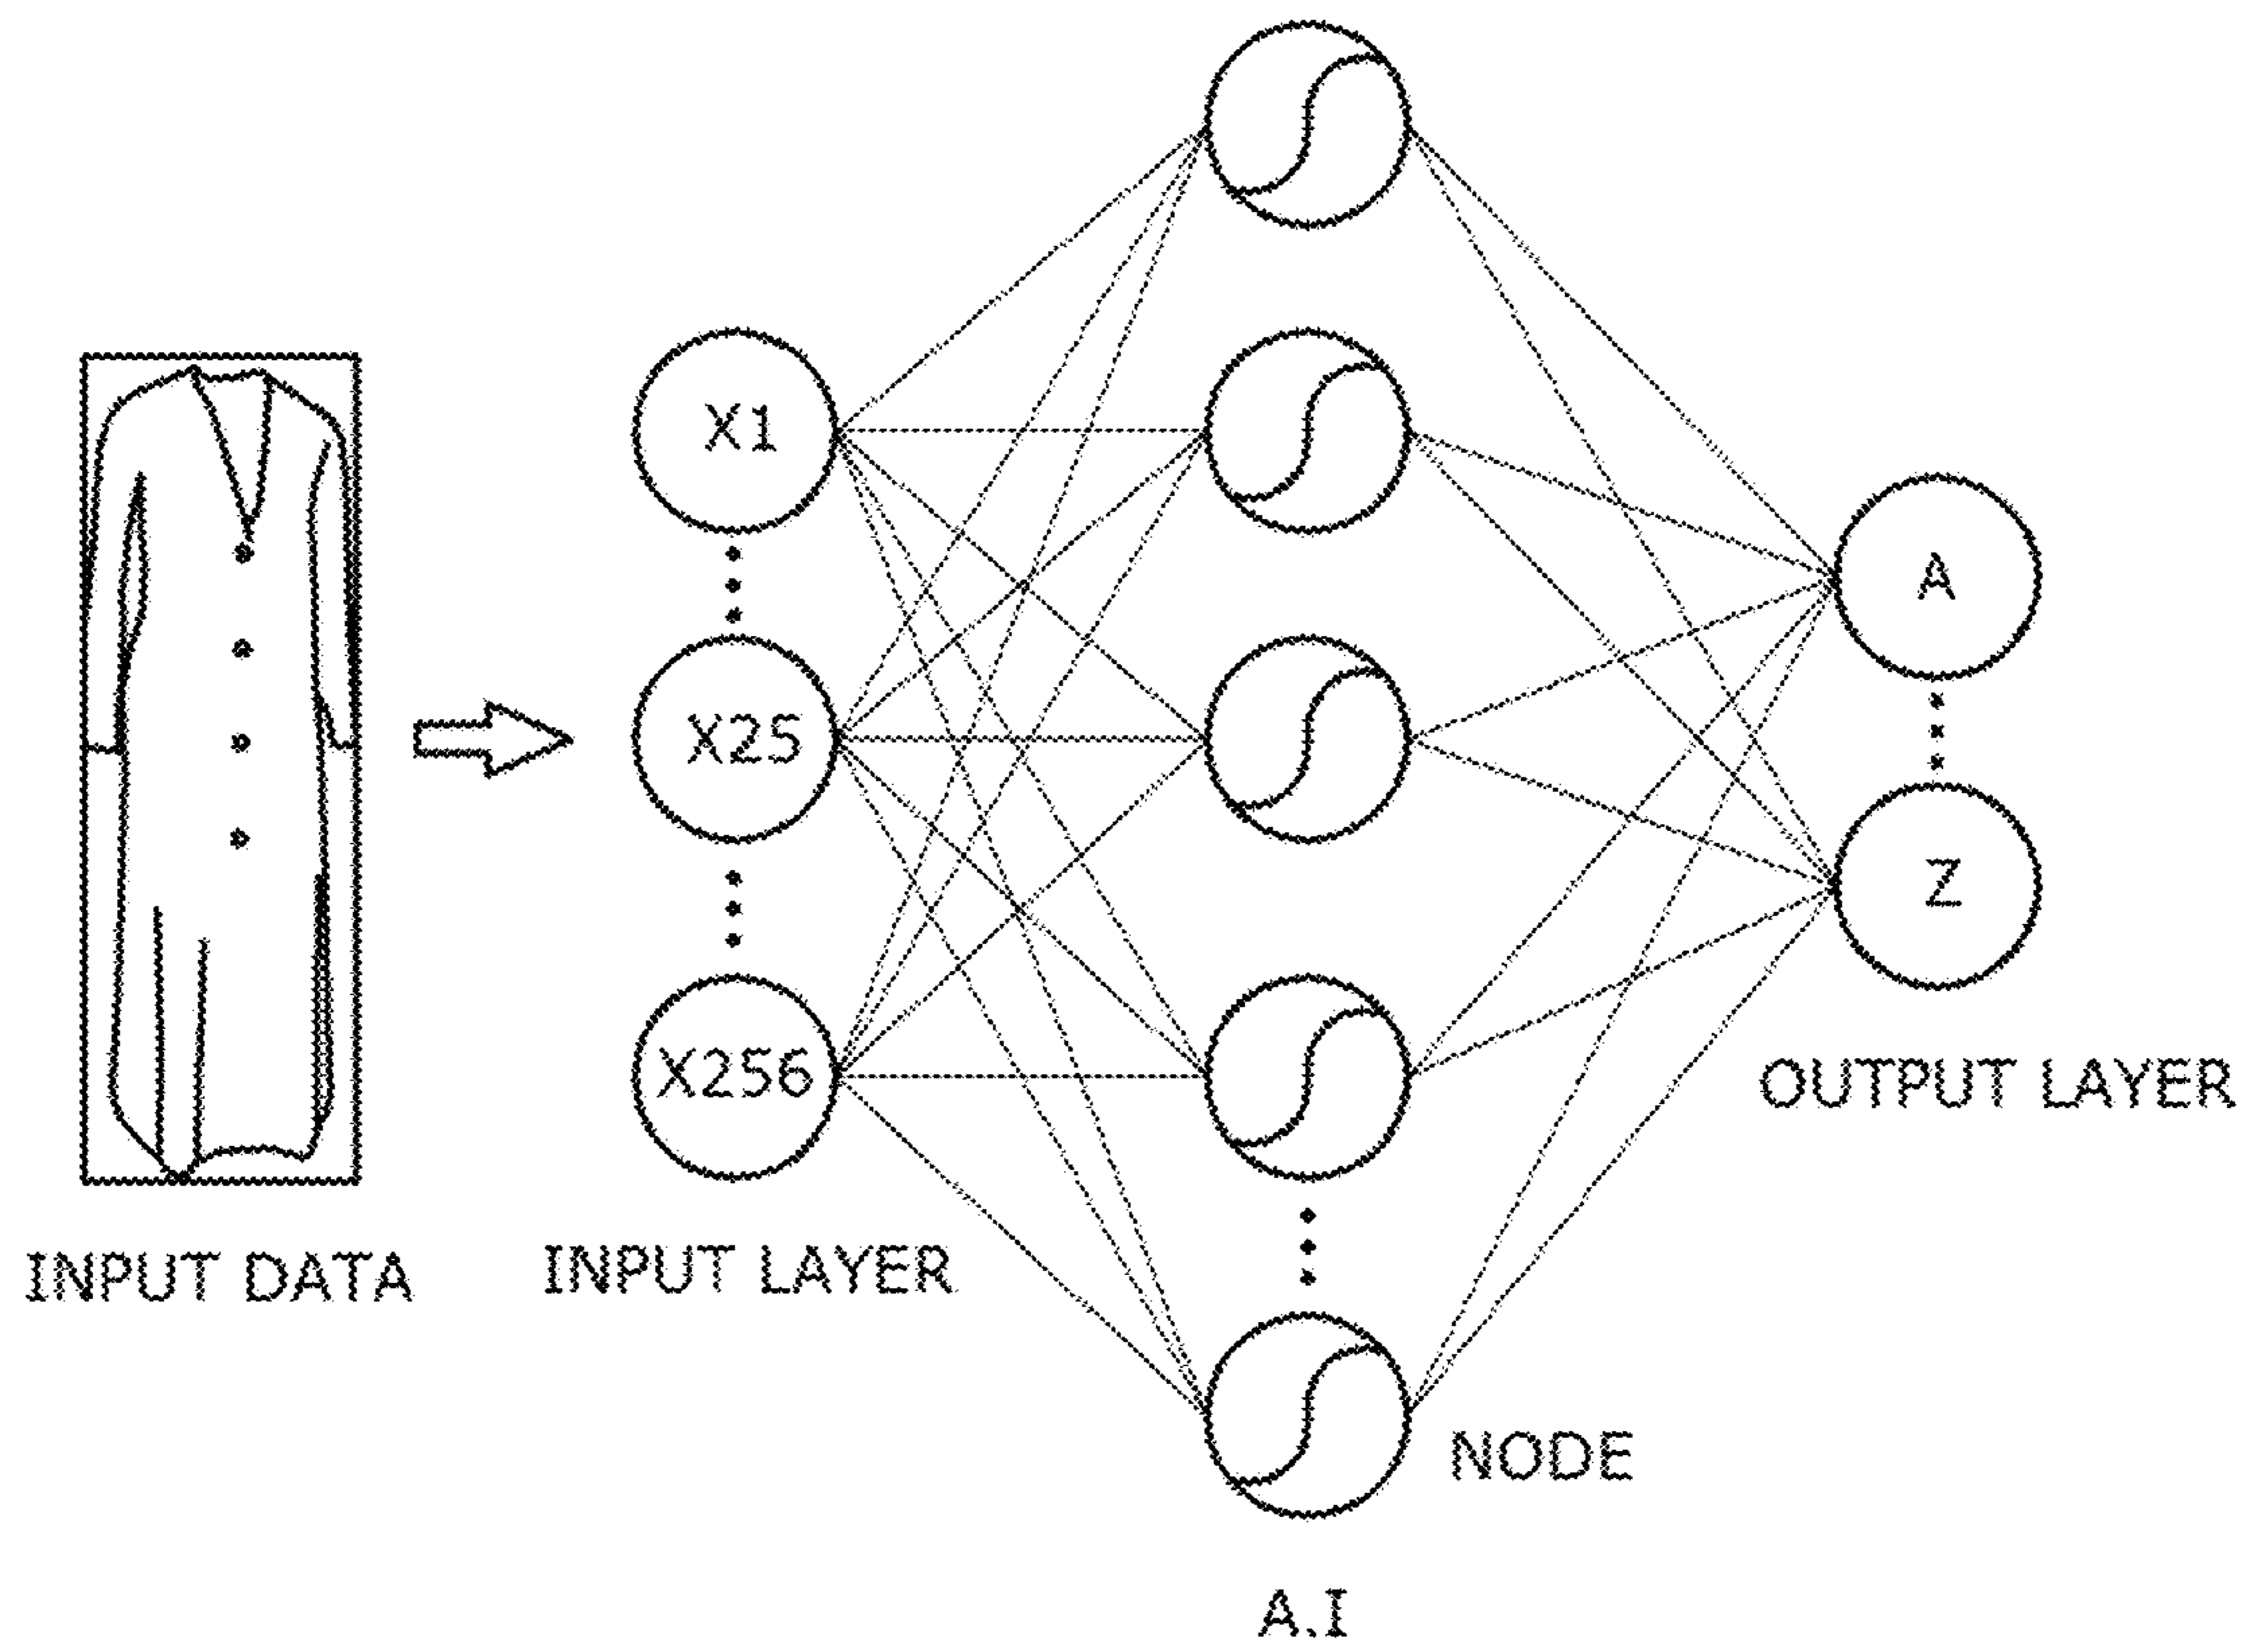 X1
X25
X256
A
Z
OUTPUT LAYER
INPUT DATA
INPUT LAYER
NODE
A.I